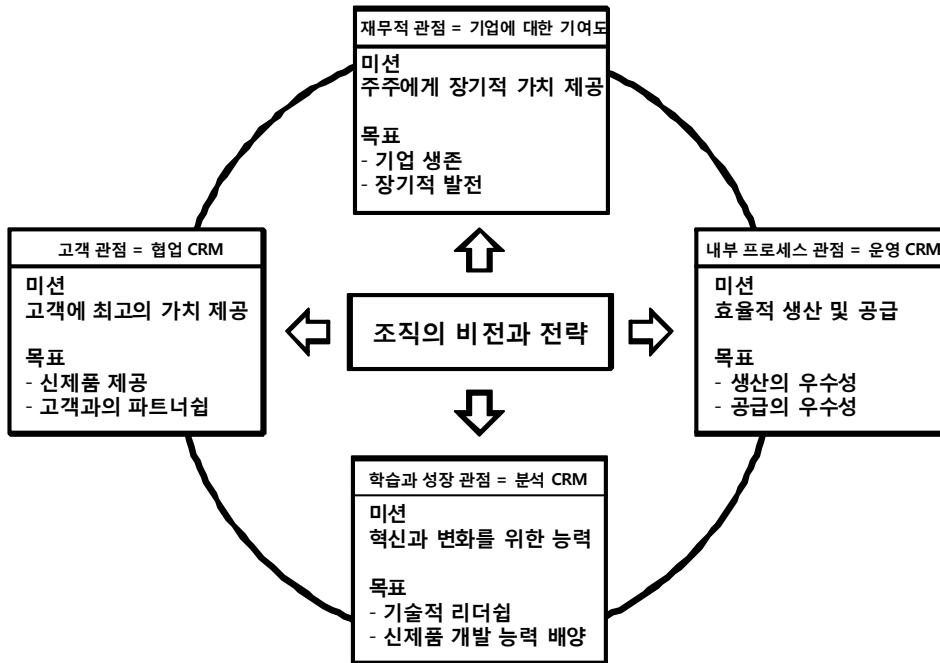 재무적 관점 = 기업에 대한 기여도
미션
주주에게 장기적 가치 제공
목표
- 기업 생존
- 장기적 발전
고객 관점 = 협업 CRM
미션
고객에 최고의 가치 제공
목표
- 신제품 제공
- 고객과의 파트너쉽
조직의 비전과 전략
내부 프로세스 관점 = 운영 CRM
미션
효율적 생산 및 공급
목표
- 생산의 우수성
- 공급의 우수성
학습과 성장 관점 = 분석 CRM
미션
혁신과 변화를 위한 능력
목표
- 기술적 리더쉽
- 신제품 개발 능력 배양